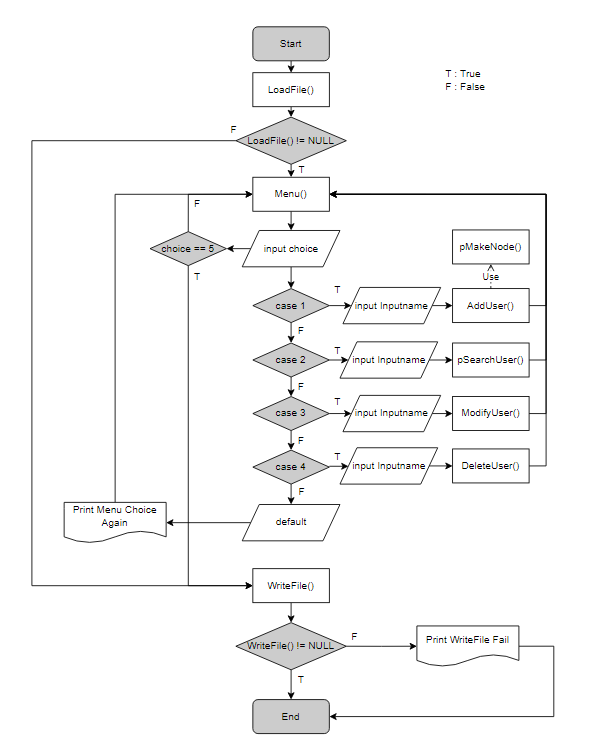 Start
T : True
F : False
LoadFile()
F
LoadFile() != NULL
T
Menu()
F
choice == 5
input choice
pMakeNode()
T
Use
case 1
T
input Inputname
AddUser()
F
case 2
T
input Inputname
pSearchUser()
F
case 3
T
input Inputname
ModifyUser()
F
case 4
T
input Inputname
DeleteUser()
F
Print Menu Choice
Again
default
WriteFile()
WriteFile() != NULL
F
Print WriteFile Fail
T
End